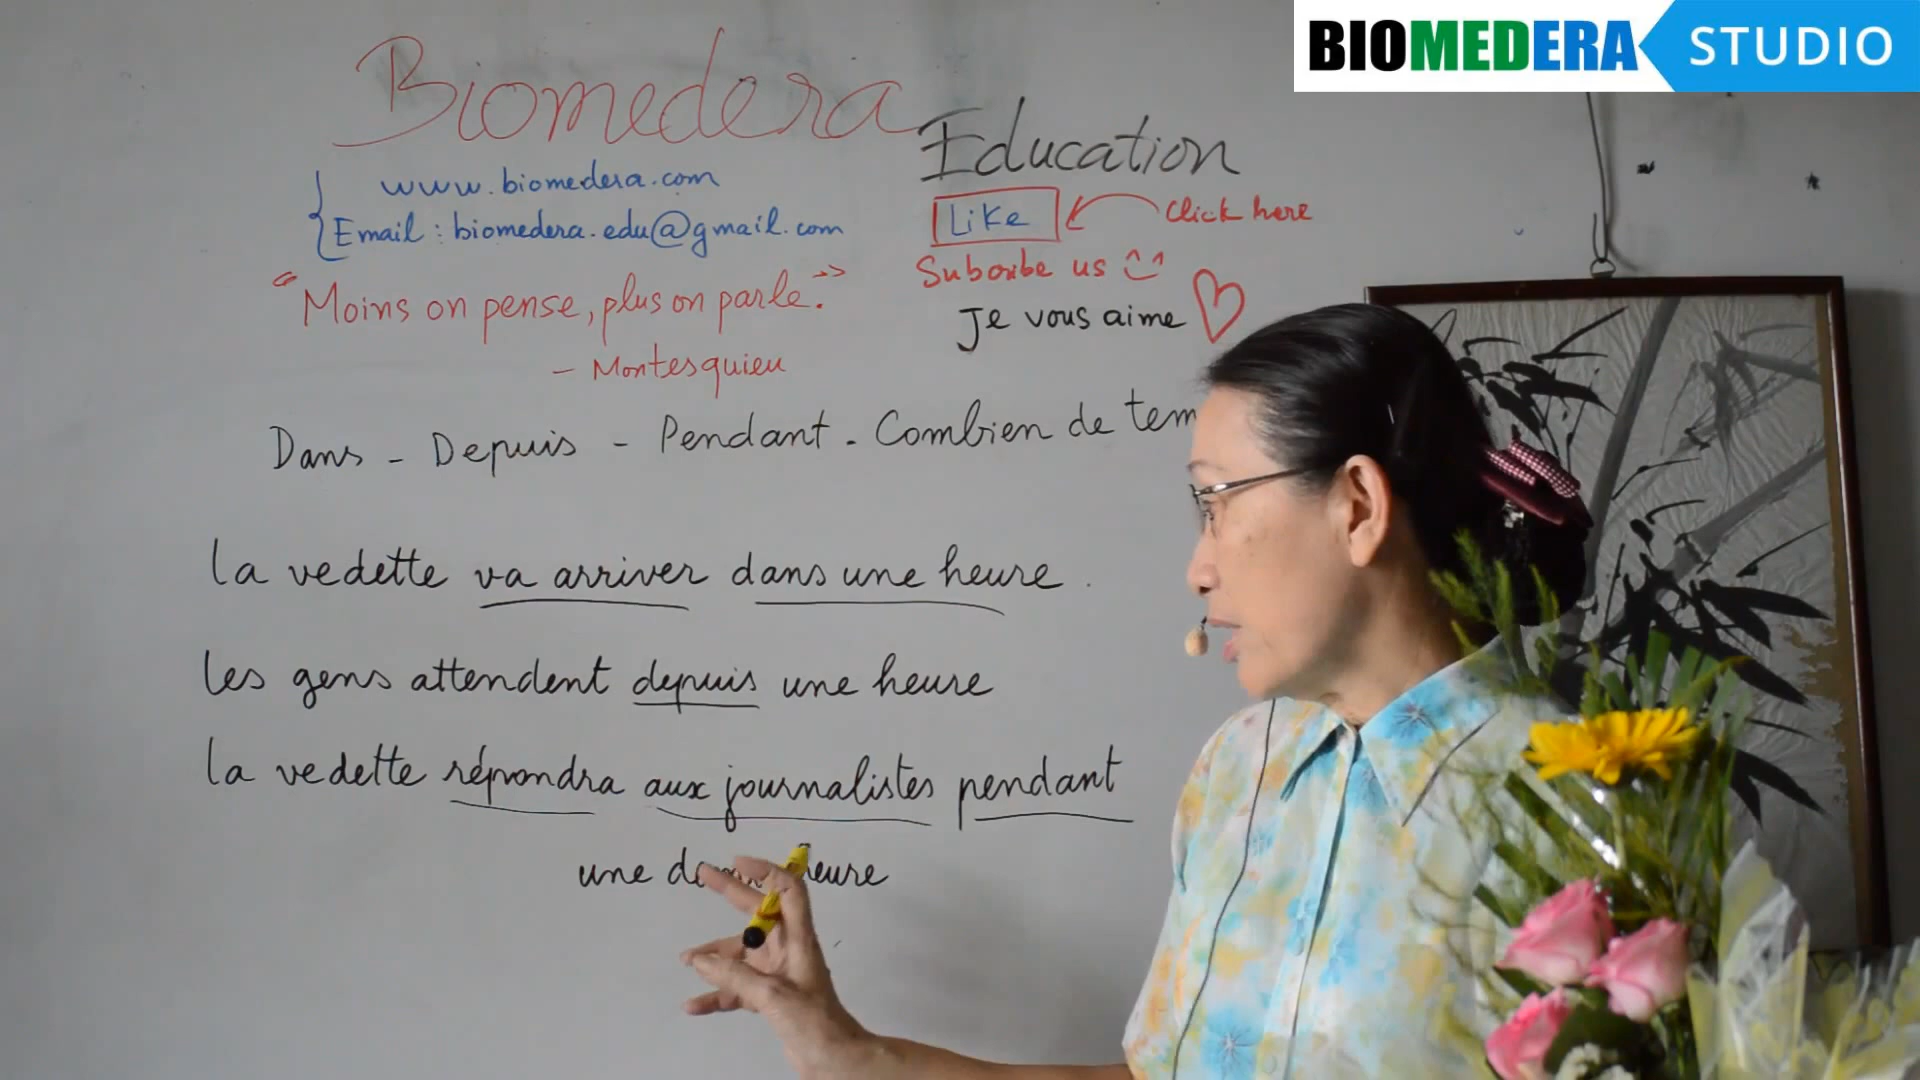 BIOMEDERA STUDIO
Biomedera Education
www.biomedera.com
Email : biomedera.edu@gmail.com
Like
Click here
Subcribe us
Je vous aime
"Moins on pense, plus on parle."
- Montesquieu
Dans - Depuis - Pendant - Combien de
la vedette va arriver dans une heure.
les gens attendent depuis une heure
la vedette répondra aux journalistes pendant
une heure